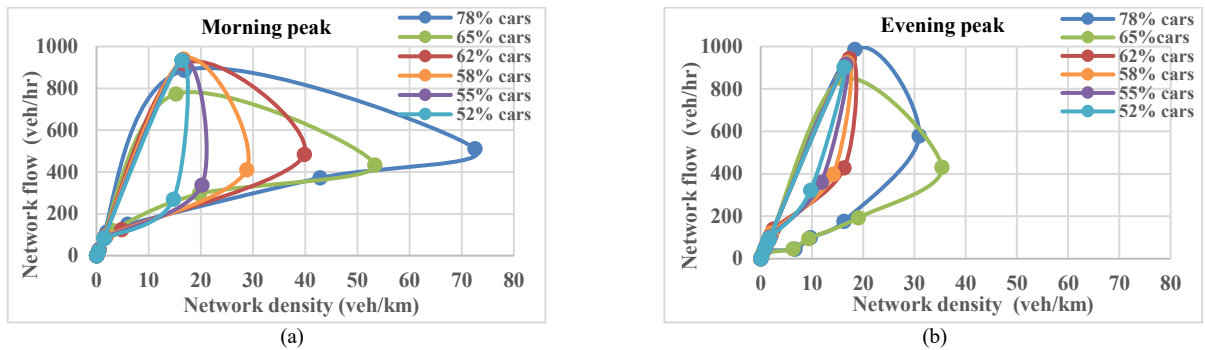 Morning peak
78% cars
65% cars
62% cars
58% cars
55% cars
52% cars
Network flow (veh/hr)
1000
800
600
400
200
0
0 10 20 30 40 50 60 70 80
Network density (veh/km)
(a)
Evening peak
78% cars
65%cars
62% cars
58% cars
55% cars
52% cars
Network flow (veh/hr)
1000
800
600
400
200
0
0 10 20 30 40 50 60 70 80
Network density (veh/km)
(b)